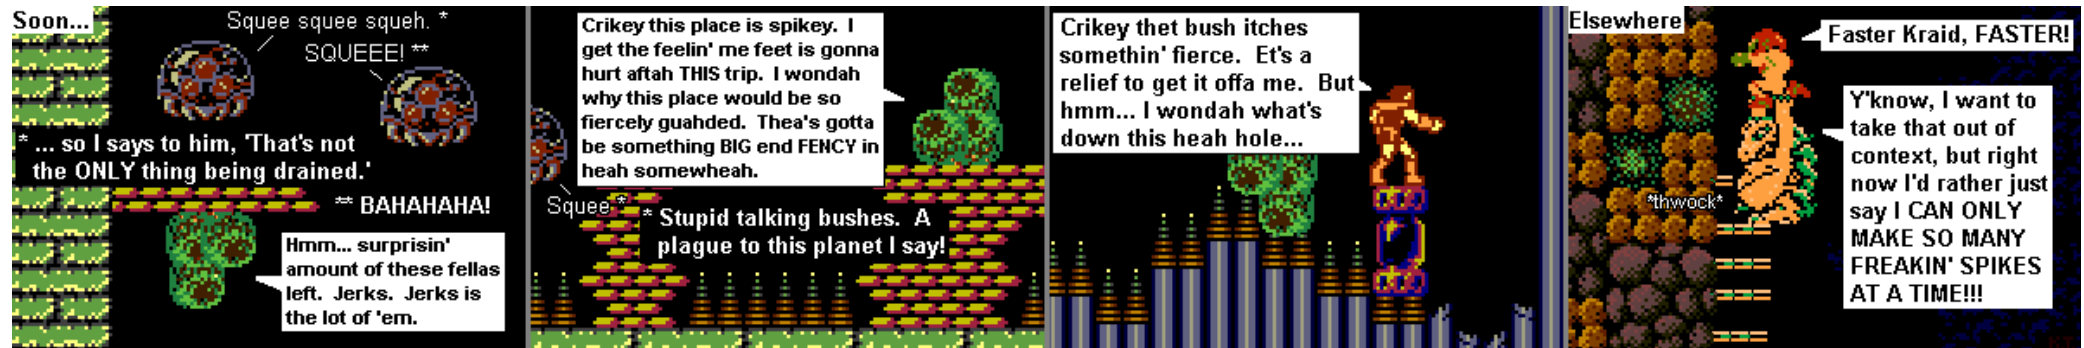 Soon...
Squee squee squeh. *
SQUEEE! **
* ... so I says to him, 'That's not
the ONLY thing being drained.'
** BAHAHAHA!
Hmm... surprisin'
amount of these fellas
left. Jerks. Jerks is
the lot of 'em.
Crikey this place is spikey. I
get the feelin' me feet is gonna
hurt aftah THIS trip. I wondah
why this place would be so
fiercely guahded. Thea's gotta
be something BIG end FENCY in
heah somewheah.
Squee *
* Stupid talking bushes. A
plague to this planet I say!
Crikey thet bush itches
somethin' fierce. Et's a
relief to get it offa me. But
hmm... I wondah what's
down this heah hole...
Elsewhere
Faster Kraid, FASTER!
Y'know, I want to
take that out of
context, but right
now I'd rather just
say I CAN ONLY
MAKE SO MANY
FREAKIN' SPIKES
AT A TIME!!!
*thwock*